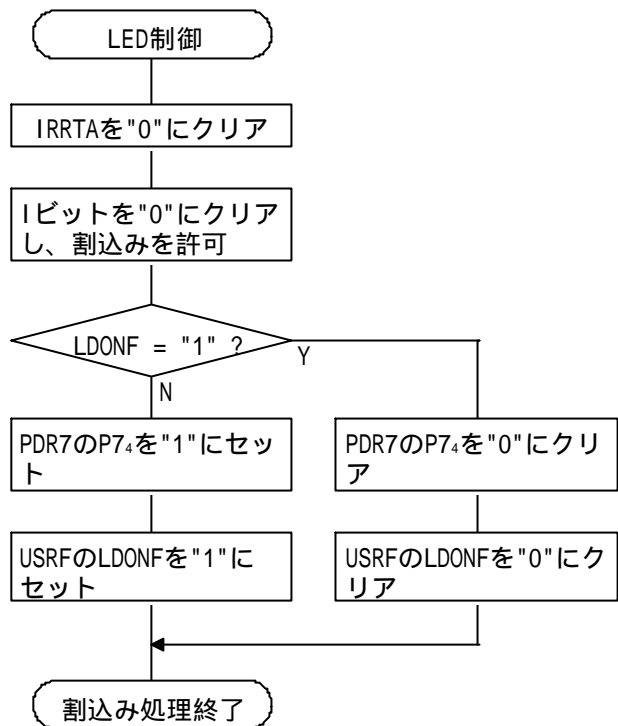 LED制御
IRRTAを"0"にクリア
Iビットを"0"にクリア
し、割込みを許可
LDONF = "1" ?
Y
N
PDR7のP7₄を"1"にセッ
ト
PDR7のP7₄を"0"にクリ
ア
USRFのLDONFを"1"に
セット
USRFのLDONFを"0"にク
リア
割込み処理終了